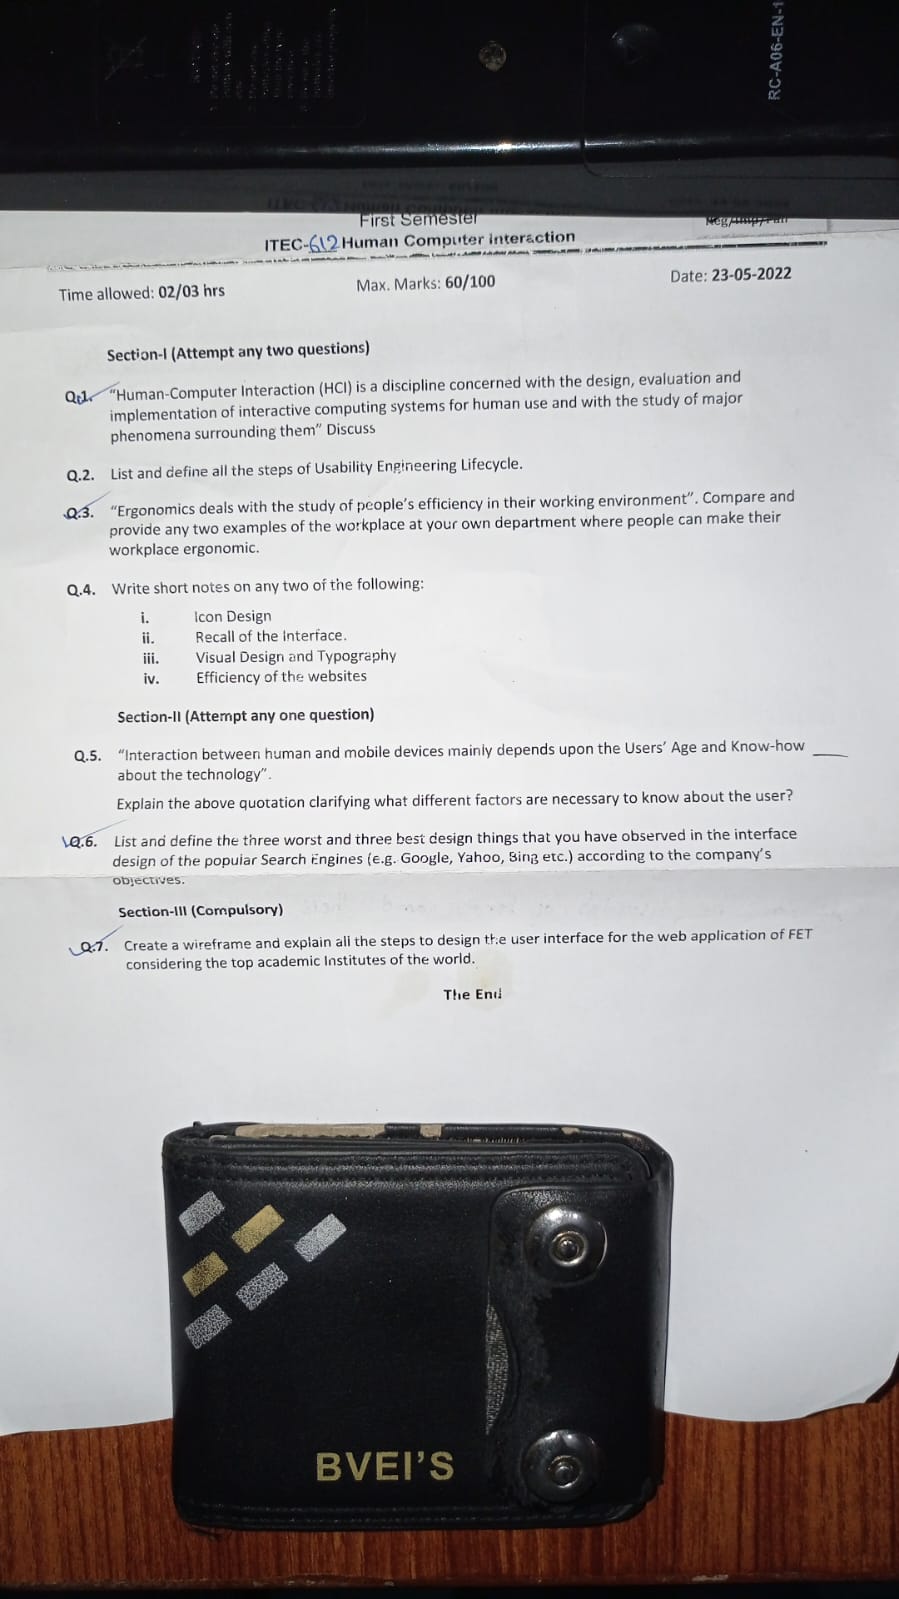 RC-A06-EN-1
First Semester
ITEC-612 Human Computer Interaction
Time allowed: 02/03 hrs Max. Marks: 60/100 Date: 23-05-2022
Section-I (Attempt any two questions)
Q.1. “Human-Computer Interaction (HCI) is a discipline concerned with the design, evaluation and
implementation of interactive computing systems for human use and with the study of major
phenomena surrounding them” Discuss
Q.2. List and define all the steps of Usability Engineering Lifecycle.
Q.3. “Ergonomics deals with the study of people’s efficiency in their working environment”. Compare and
provide any two examples of the workplace at your own department where people can make their
workplace ergonomic.
Q.4. Write short notes on any two of the following:
i. Icon Design
ii. Recall of the Interface.
iii. Visual Design and Typography
iv. Efficiency of the websites
Section-II (Attempt any one question)
Q.5. “Interaction between human and mobile devices mainly depends upon the Users’ Age and Know-how
about the technology”.
Explain the above quotation clarifying what different factors are necessary to know about the user?
Q.6. List and define the three worst and three best design things that you have observed in the interface
design of the popular Search Engines (e.g. Google, Yahoo, Bing etc.) according to the company’s
objectives.
Section-III (Compulsory)
Q.7. Create a wireframe and explain all the steps to design the user interface for the web application of FET
considering the top academic Institutes of the world.
The End
BVEI’S